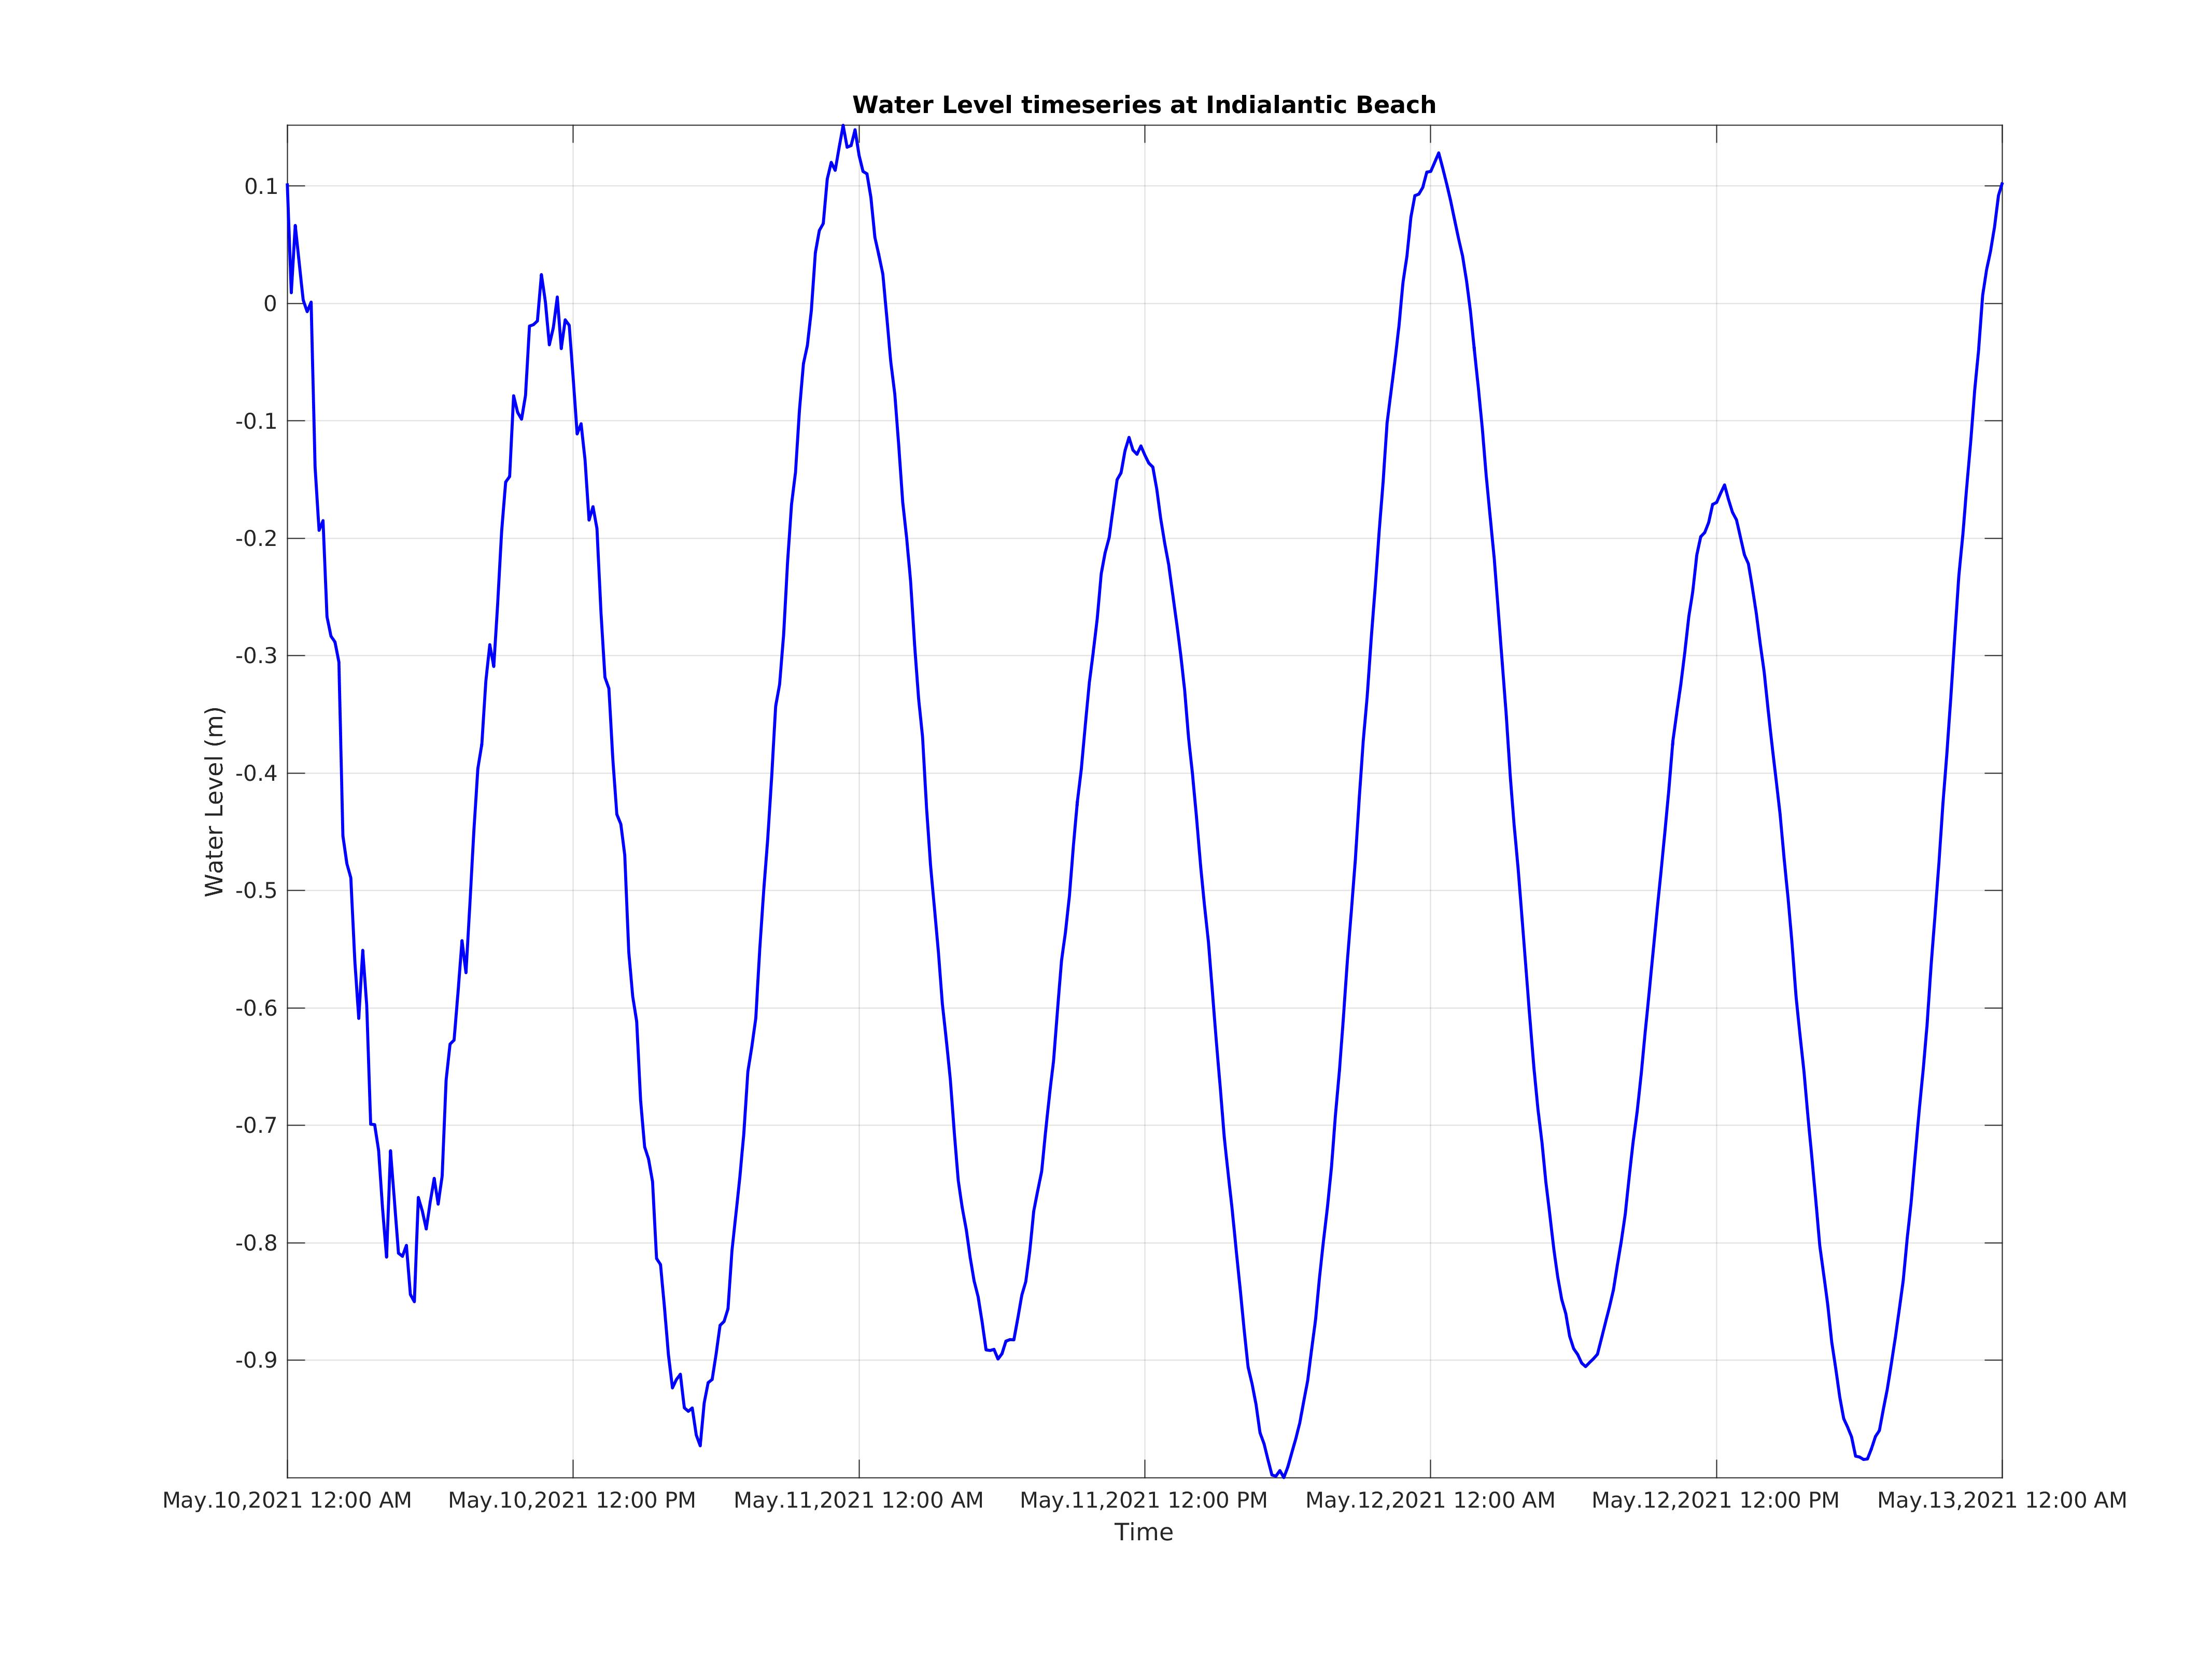 Water Level timeseries at Indialantic Beach
0.1
0
-0.1
-0.2
-0.3
-0.4
-0.5
-0.6
-0.7
-0.8
-0.9
Water Level (m)
May.10,2021 12:00 AM May.10,2021 12:00 PM May.11,2021 12:00 AM May.11,2021 12:00 PM May.12,2021 12:00 AM May.12,2021 12:00 PM May.13,2021 12:00 AM
Time